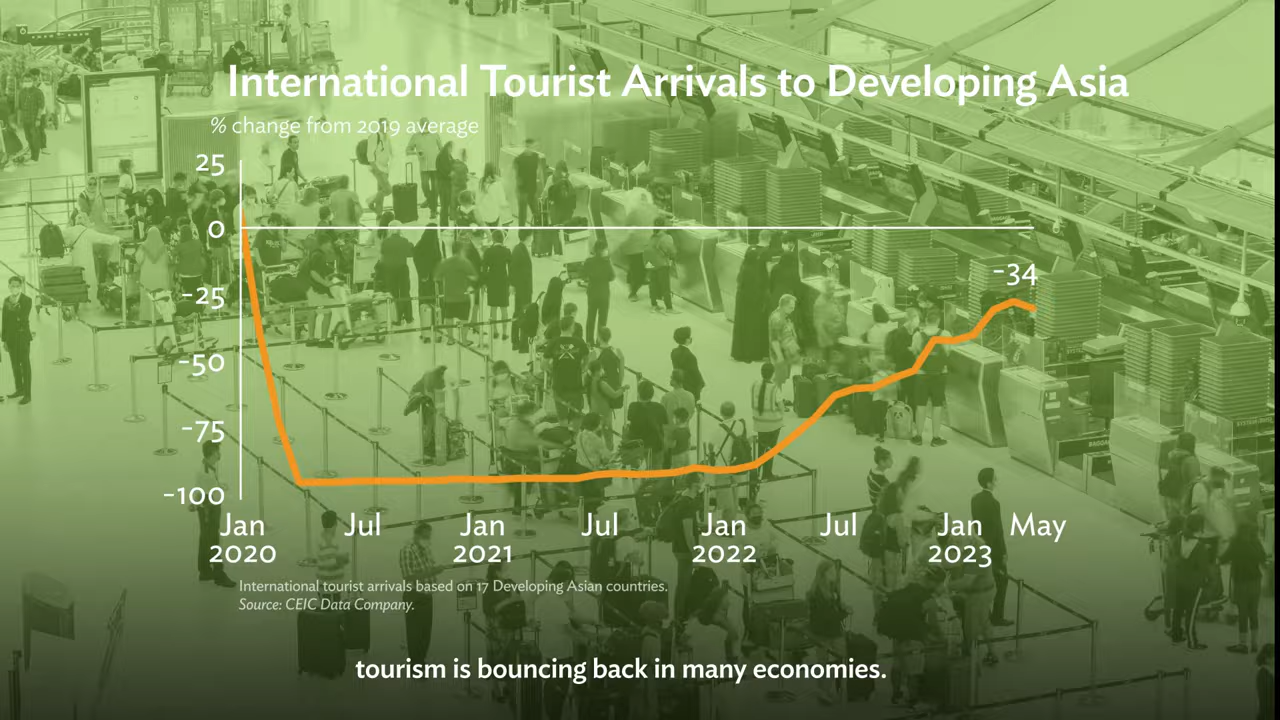 International Tourist Arrivals to Developing Asia
% change from 2019 average
25
0
-34
-25
-50
-75
-100
Jan Jul Jan Jul Jan Jul Jan May
2020 2021 2022 2023
International tourist arrivals based on 17 Developing Asian countries.
Source: CEIC Data Company.
tourism is bouncing back in many economies.